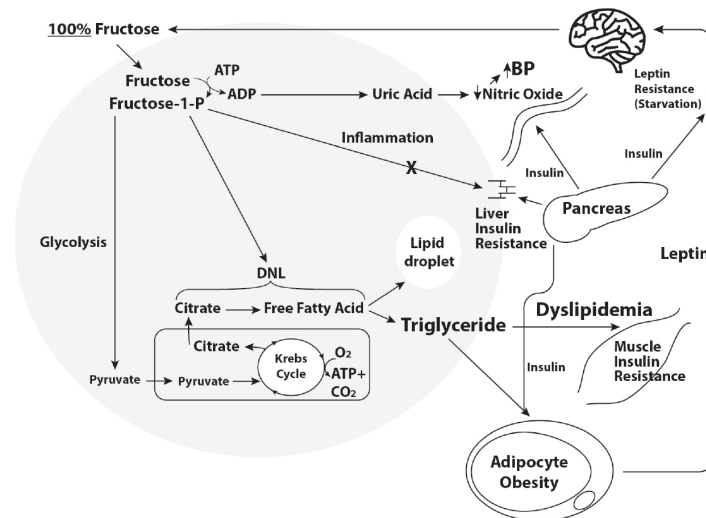 100% Fructose
Fructose
ATP
Fructose-1-P
ADP
Uric Acid
BP
Nitric Oxide
Leptin
Resistance
(Starvation)
Inflammation
X
Insulin
Insulin
Pancreas
Liver
Insulin
Resistance
Glycolysis
Lipid
droplet
Leptin
DNL
Citrate
Free Fatty Acid
Triglyceride
Dyslipidemia
Citrate
Krebs
Cycle
O2
ATP+
CO2
Muscle
Insulin
Resistance
Pyruvate
Pyruvate
Insulin
Adipocyte
Obesity